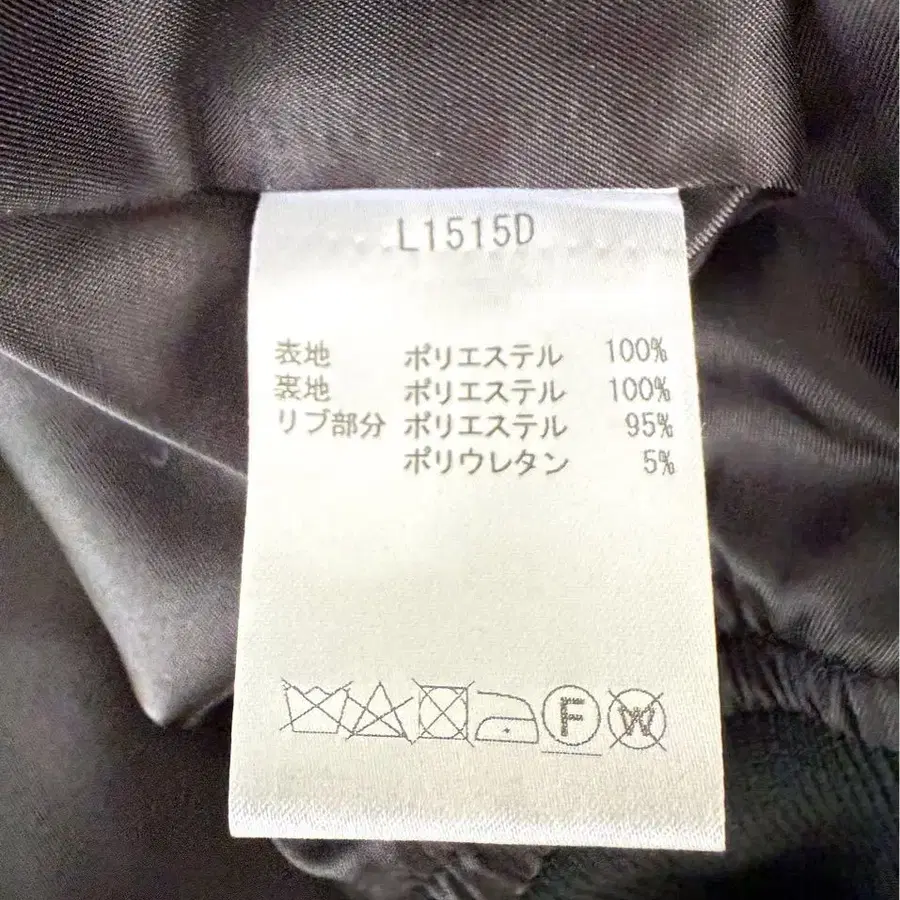 L1515D
表地 ポリエステル 100%
裏地 ポリエステル 100%
リブ部分 ポリエステル 95%
ポリウレタン 5%
F W